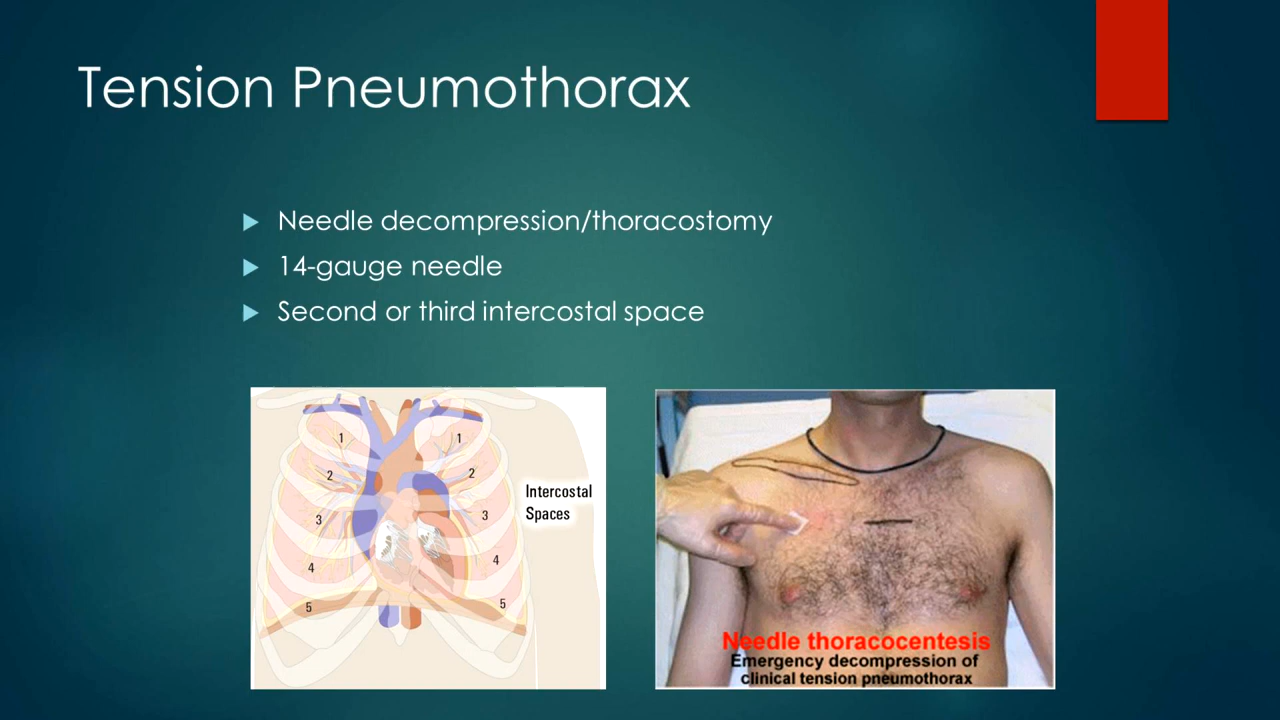 Tension Pneumothorax
Needle decompression/thoracostomy
14-gauge needle
Second or third intercostal space
1
1
2
2
Intercostal
Spaces
3
3
4
4
5
5
Needle thoracocentesis
Emergency decompression of
clinical tension pneumothorax